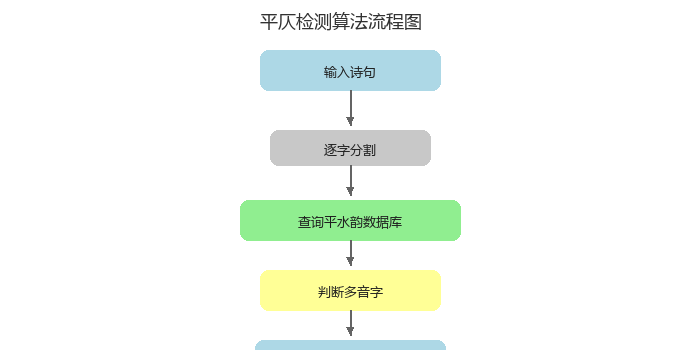 平仄检测算法流程图
输入诗句
逐字分割
查询平水韵数据库
判断多音字